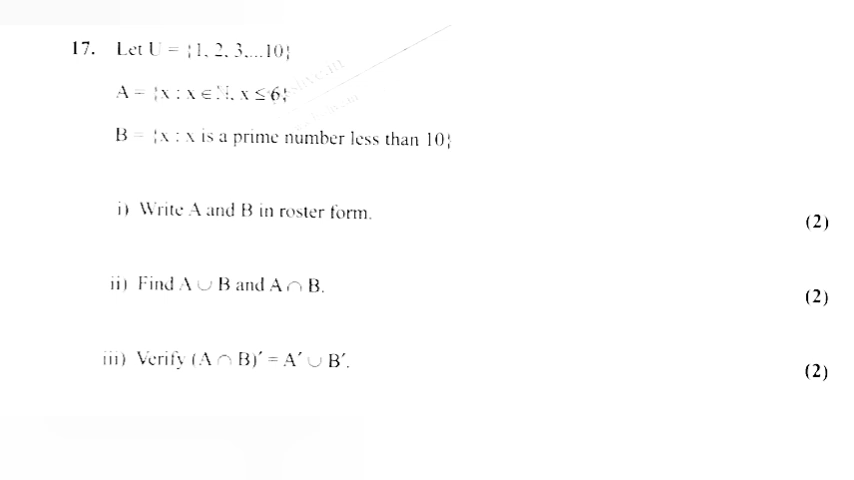 17. Let U = {1, 2, 3,...10}
A = {x : x ∈ N, x ≤ 6}
B = {x : x is a prime number less than 10}
i) Write A and B in roster form.
(2)
ii) Find A ∪ B and A ∩ B.
(2)
iii) Verify (A ∩ B)′ = A′ ∪ B′.
(2)